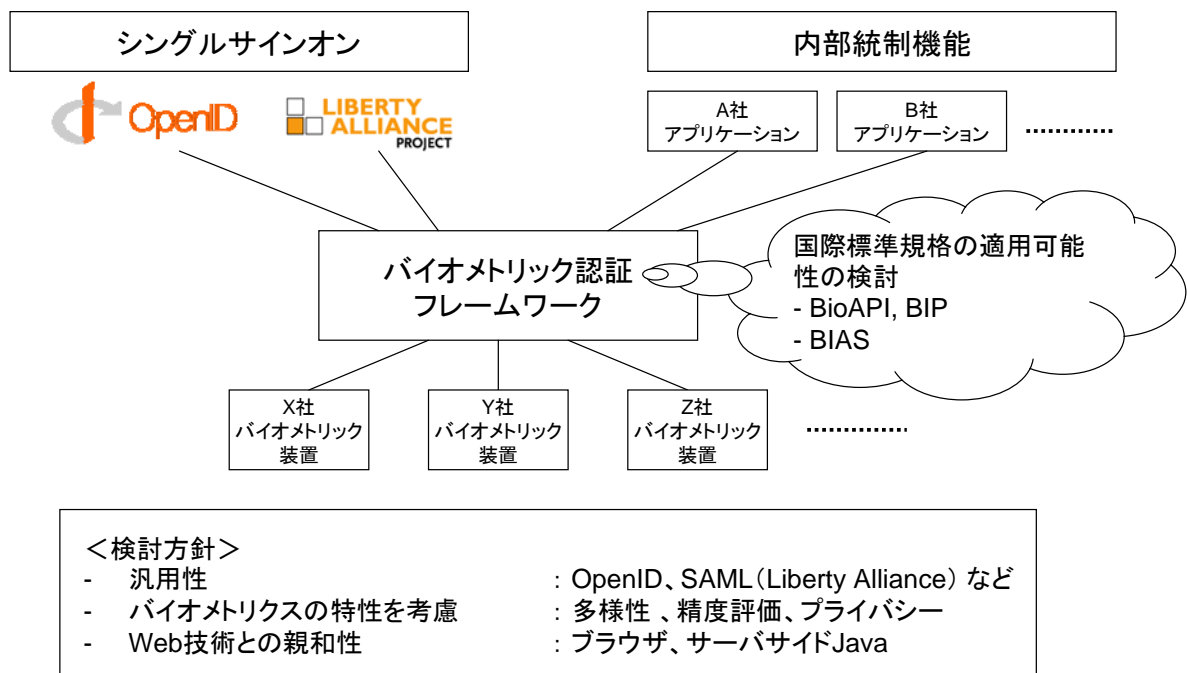 シングルサインオン
内部統制機能
OpenID
LIBERTY
ALLIANCE
PROJECT
A社
アプリケーション
B社
アプリケーション
…………
バイオメトリック認証
フレームワーク
国際標準規格の適用可能
性の検討
- BioAPI, BIP
- BIAS
X社
バイオメトリック
装置
Y社
バイオメトリック
装置
Z社
バイオメトリック
装置
…………
＜検討方針＞
- 汎用性 : OpenID、SAML(Liberty Alliance) など
- バイオメトリクスの特性を考慮 : 多様性 、精度評価、プライバシー
- Web技術との親和性 : ブラウザ、サーバサイドJava